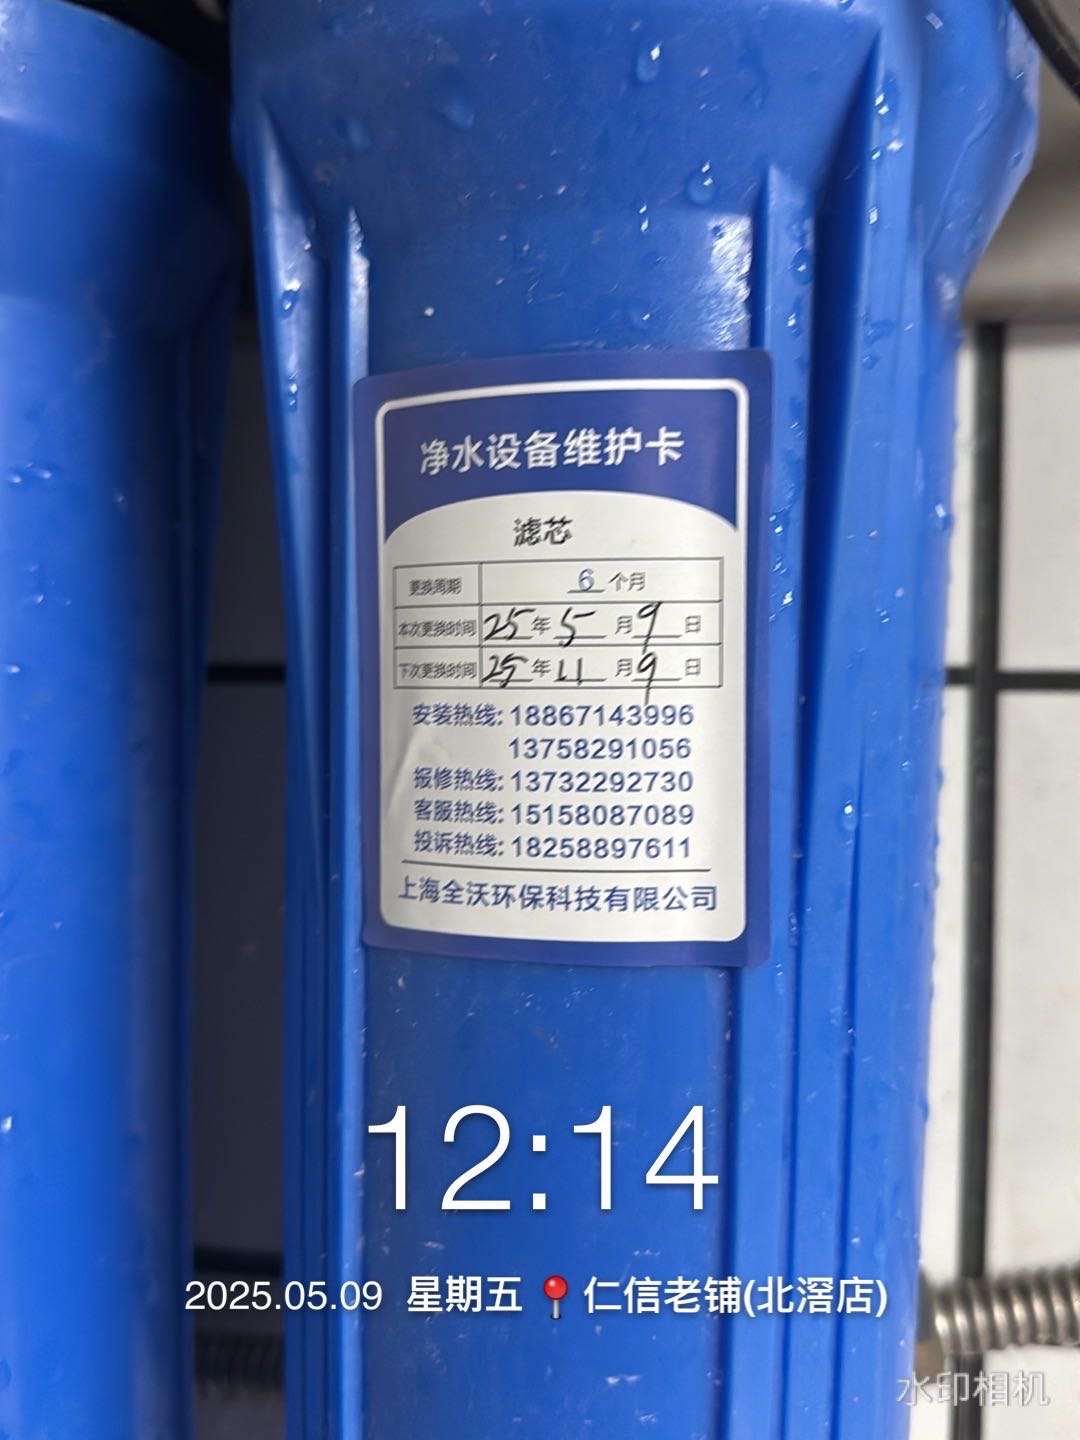 净水设备维护卡
滤芯
更换周期 6 个月
本次更换时间 25 年 5 月 9 日
下次更换时间 25 年 11 月 9 日
安装热线: 18867143996
13758291056
报修热线: 13732292730
客服热线: 15158087089
投诉热线: 18258897611
上海全沃环保科技有限公司
12:14
2025.05.09 星期五 📍仁信老铺(北滘店)
水印相机